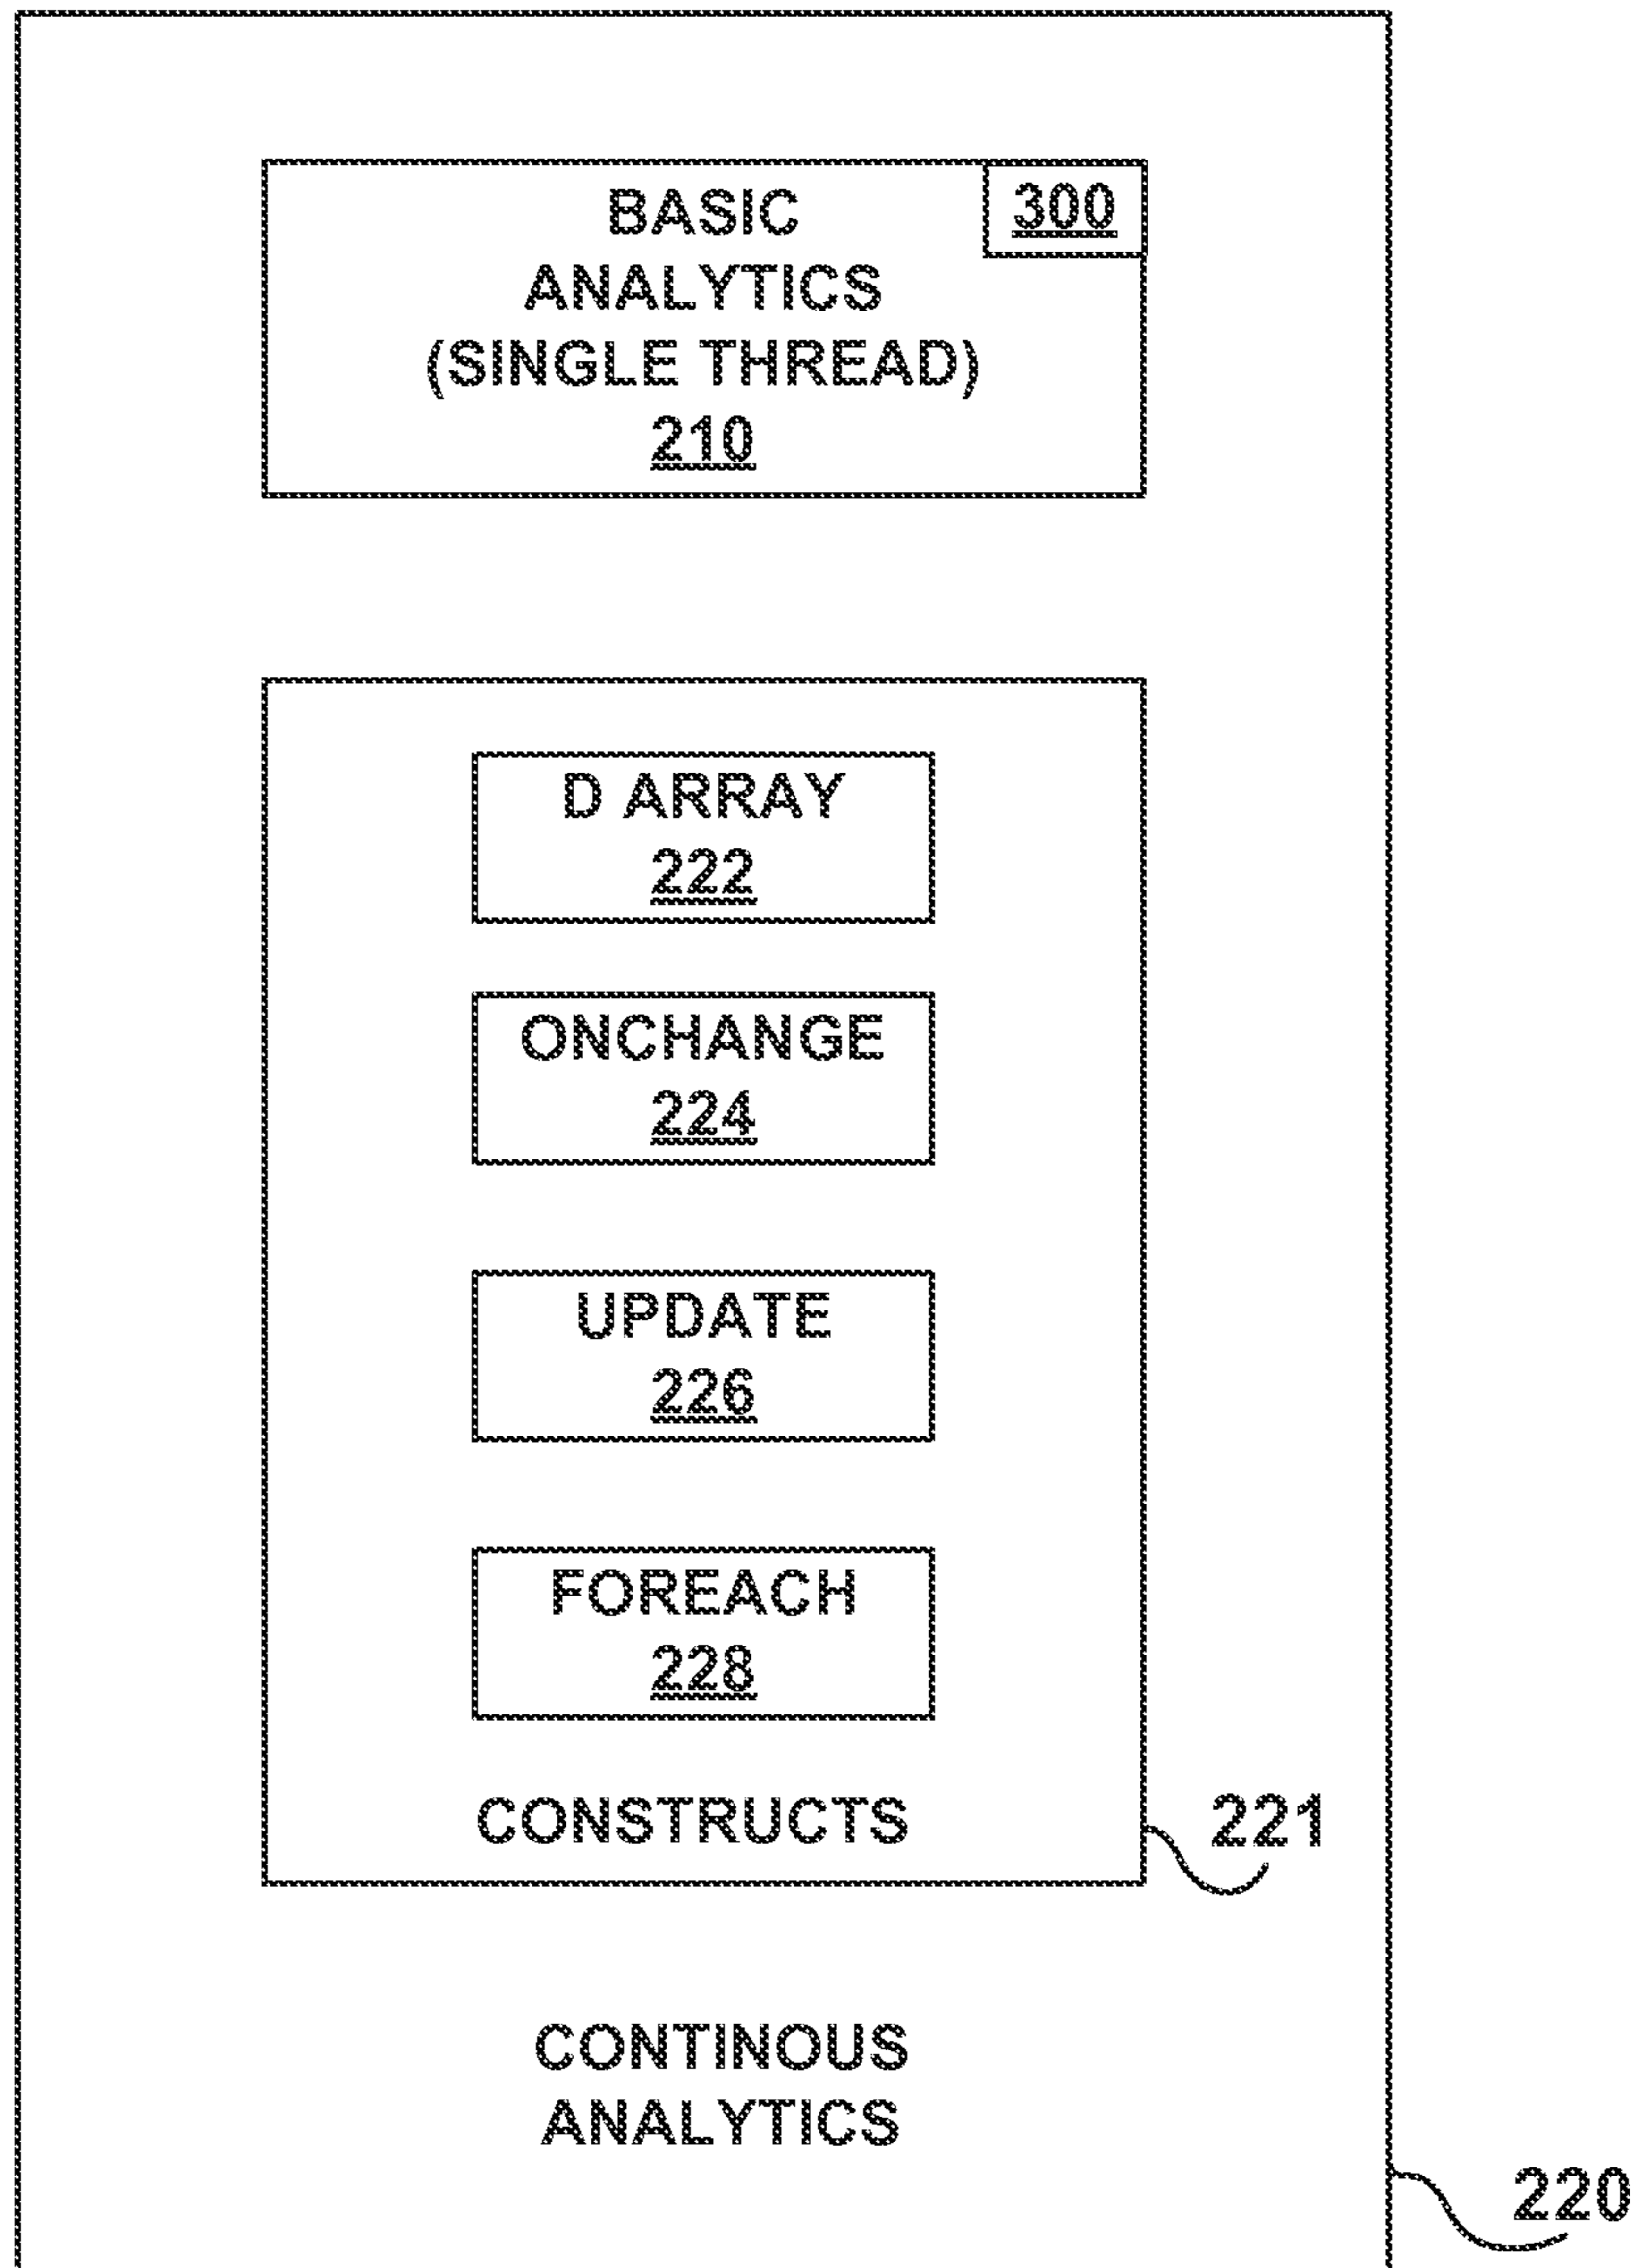 BASIC
300
ANALYTICS
(SINGLE THREAD)
210
D ARRAY
222
ONCHANGE
224
UPDATE
226
FOREACH
228
CONSTRUCTS
221
CONTINOUS
ANALYTICS
220